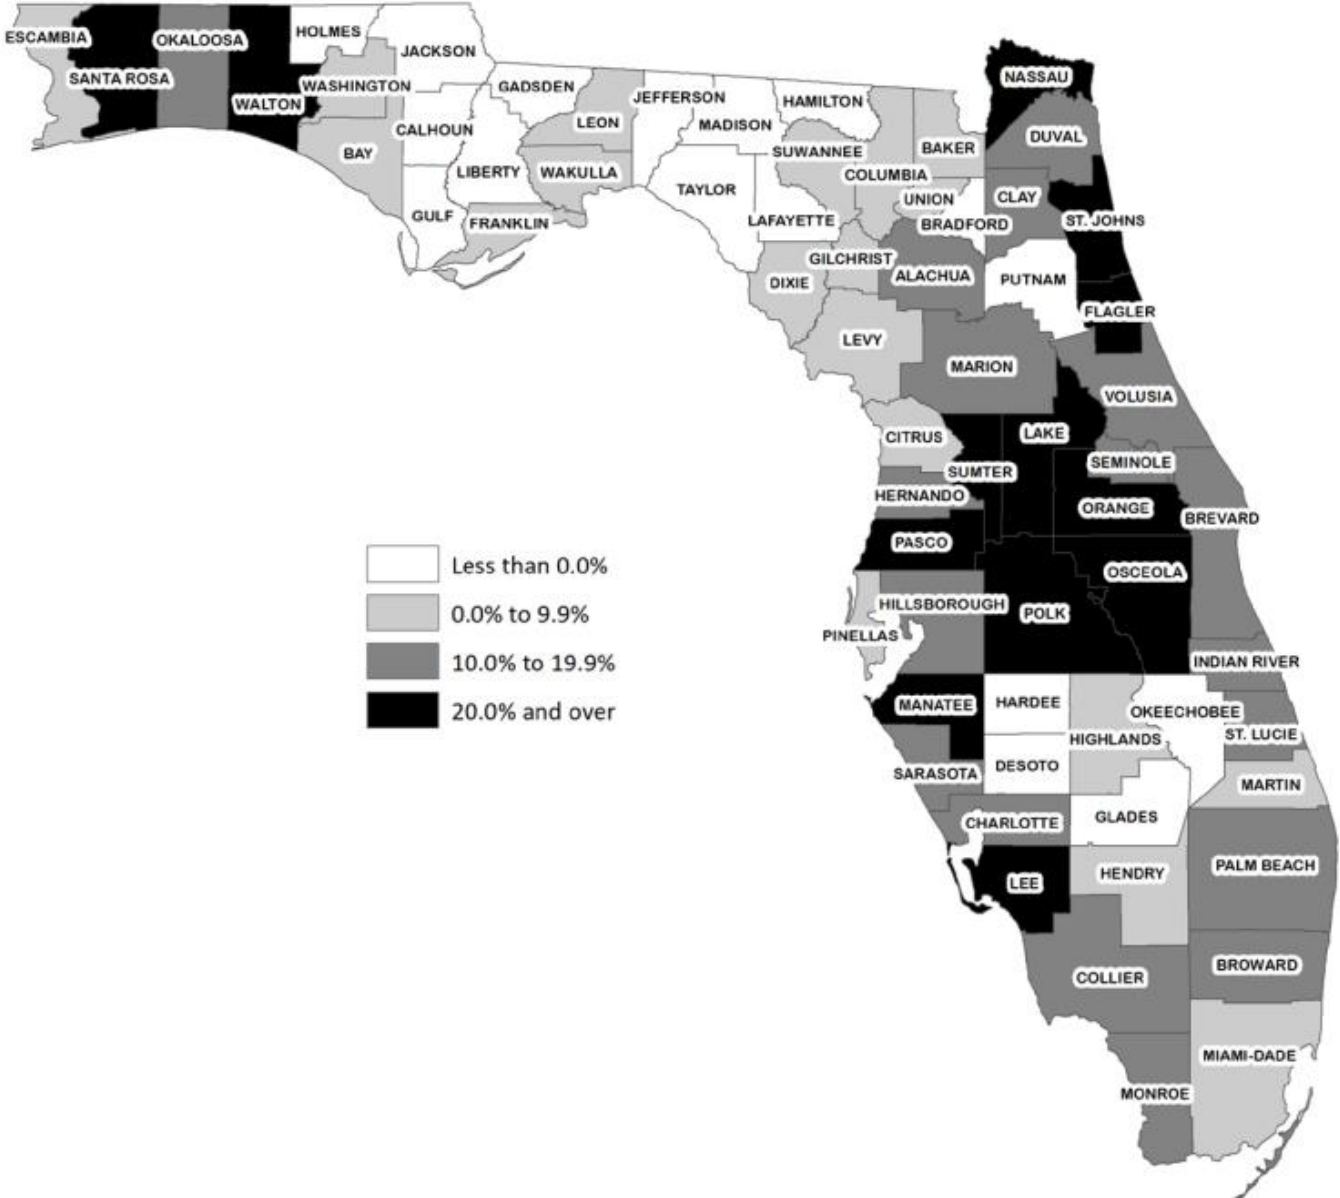 ESCAMBIA
OKALOOSA
HOLMES
JACKSON
SANTA ROSA
WASHINGTON
WALTON
GADSDEN
JEFFERSON
HAMILTON
NASSAU
LEON
MADISON
CALHOUN
BAY
SUWANNEE
BAKER
DUVAL
LIBERTY
WAKULLA
COLUMBIA
TAYLOR
UNION
CLAY
GULF
FRANKLIN
LAFAYETTE
BRADFORD
ST. JOHNS
GILCHRIST
ALACHUA
DIXIE
PUTNAM
FLAGLER
LEVY
MARION
VOLUSIA
CITRUS
LAKE
SUMTER
SEMINOLE
HERNANDO
ORANGE
BREVARD
PASCO
OSCEOLA
HILLSBOROUGH
POLK
PINELLAS
INDIAN RIVER
MANATEE
HARDEE
OKEECHOBEE
HIGHLANDS
ST. LUCIE
SARASOTA
DESOTO
MARTIN
CHARLOTTE
GLADES
LEE
HENDRY
PALM BEACH
COLLIER
BROWARD
MIAMI-DADE
MONROE
Less than 0.0%
0.0% to 9.9%
10.0% to 19.9%
20.0% and over